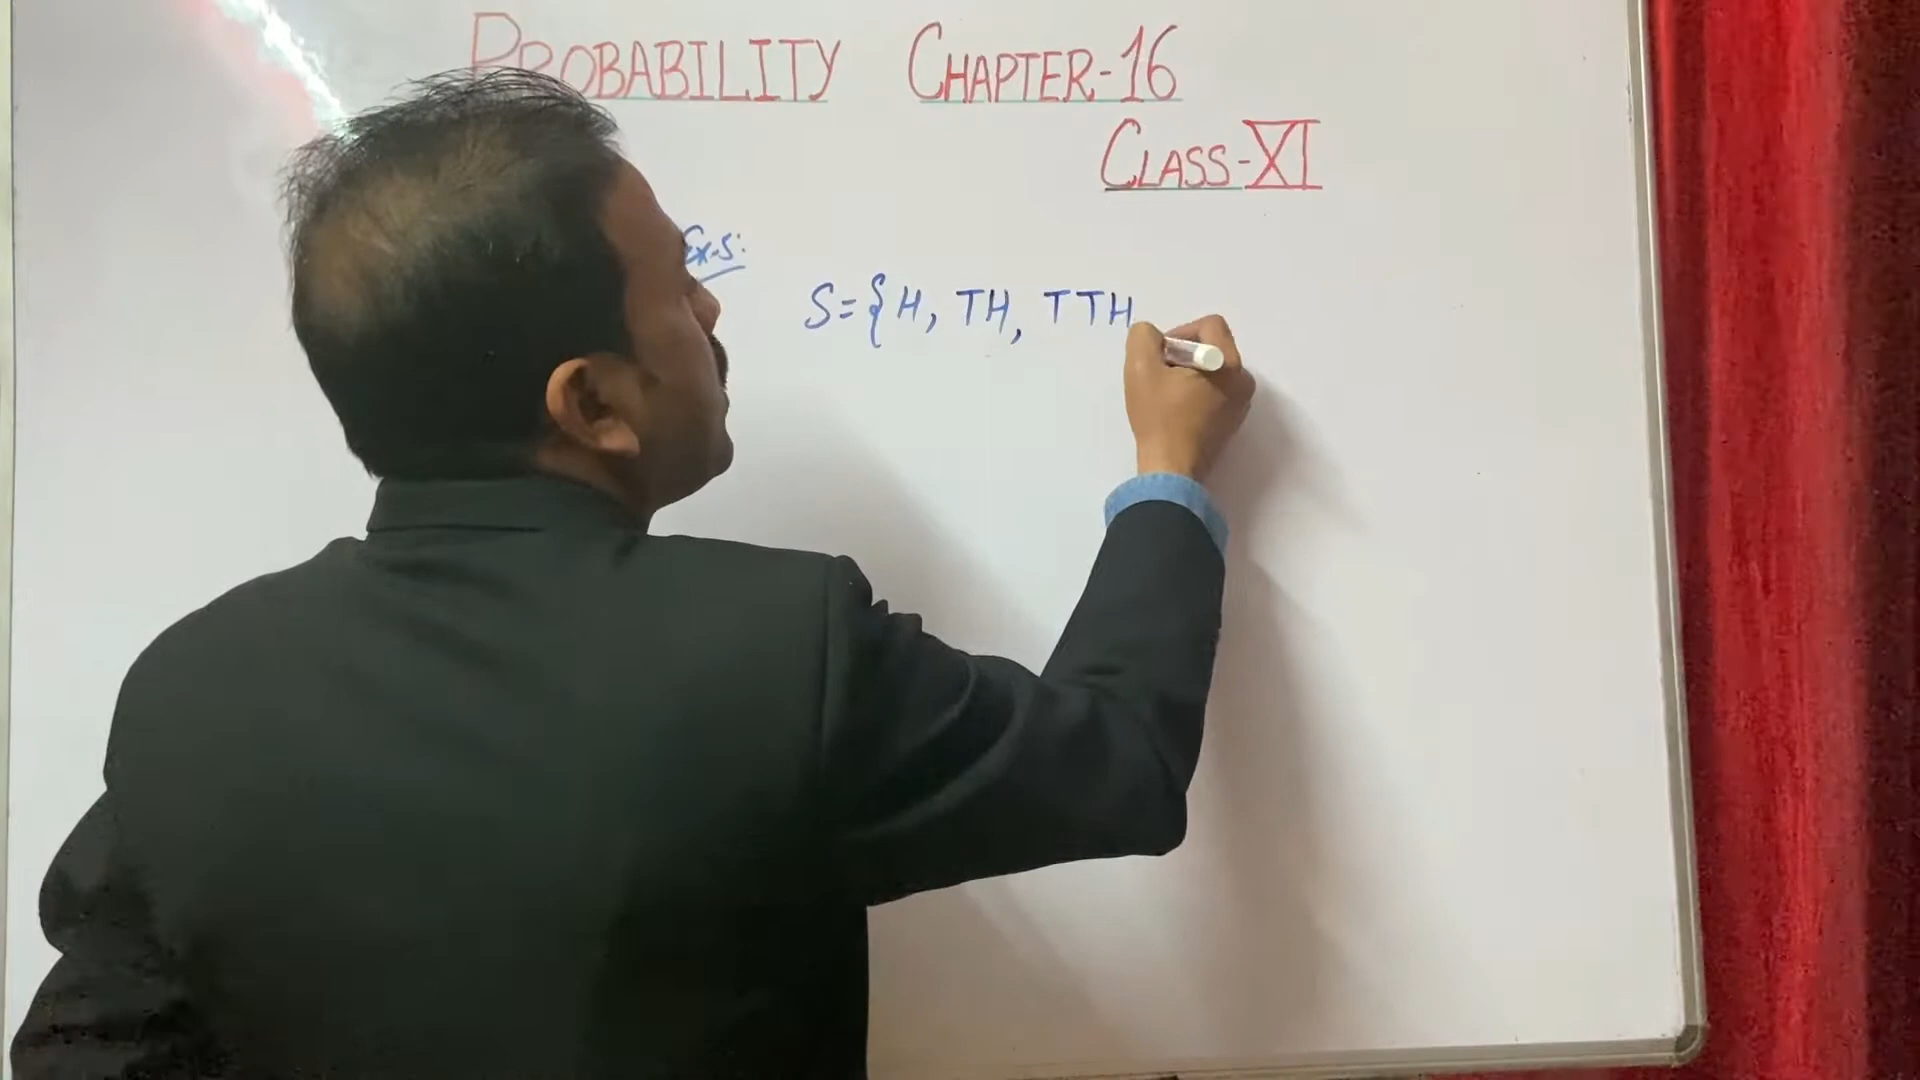 PROBABILITY CHAPTER-16
CLASS-XI
Ex.5:
S={H, TH, TTH